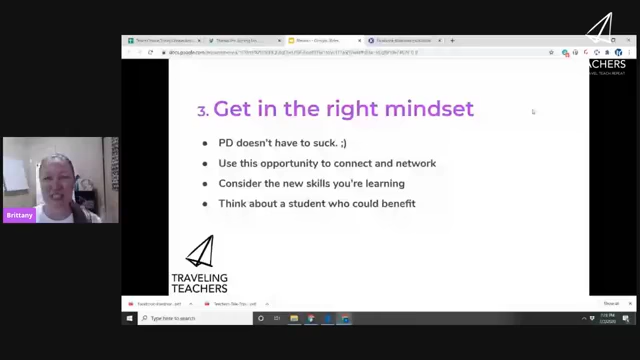 3. Get in the right mindset
• PD doesn't have to suck. ;)
• Use this opportunity to connect and network
• Consider the new skills you're learning
• Think about a student who could benefit
TRAVELING
TEACHERS
Brittany
Type here to search
Show all